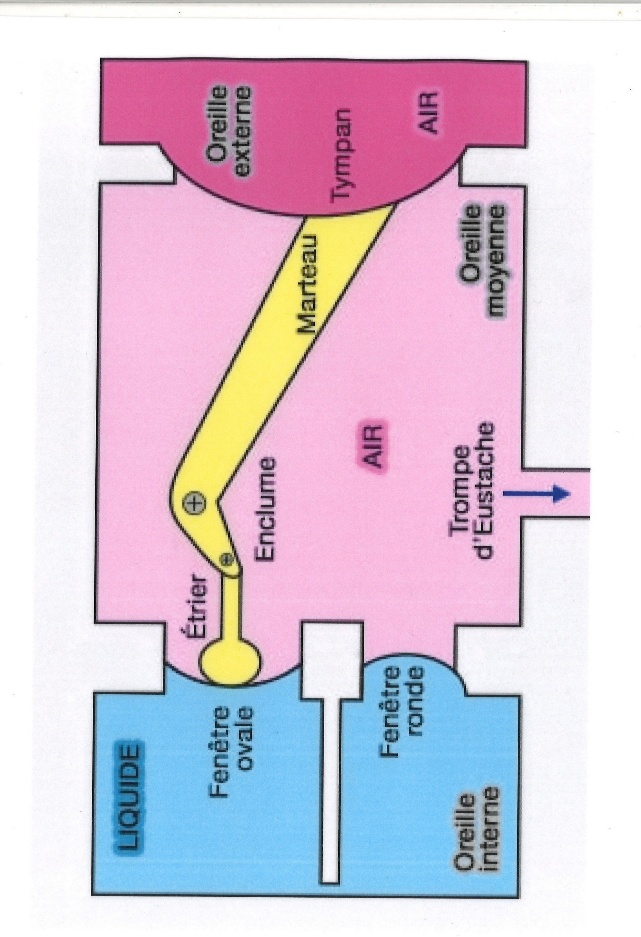 Oreille
externe
Tympan
AIR
Marteau
Oreille
moyenne
AIR
Enclume
Trompe
d'Eustache
Étrier
Fenêtre
ovale
Fenêtre
ronde
LIQUIDE
Oreille
interne